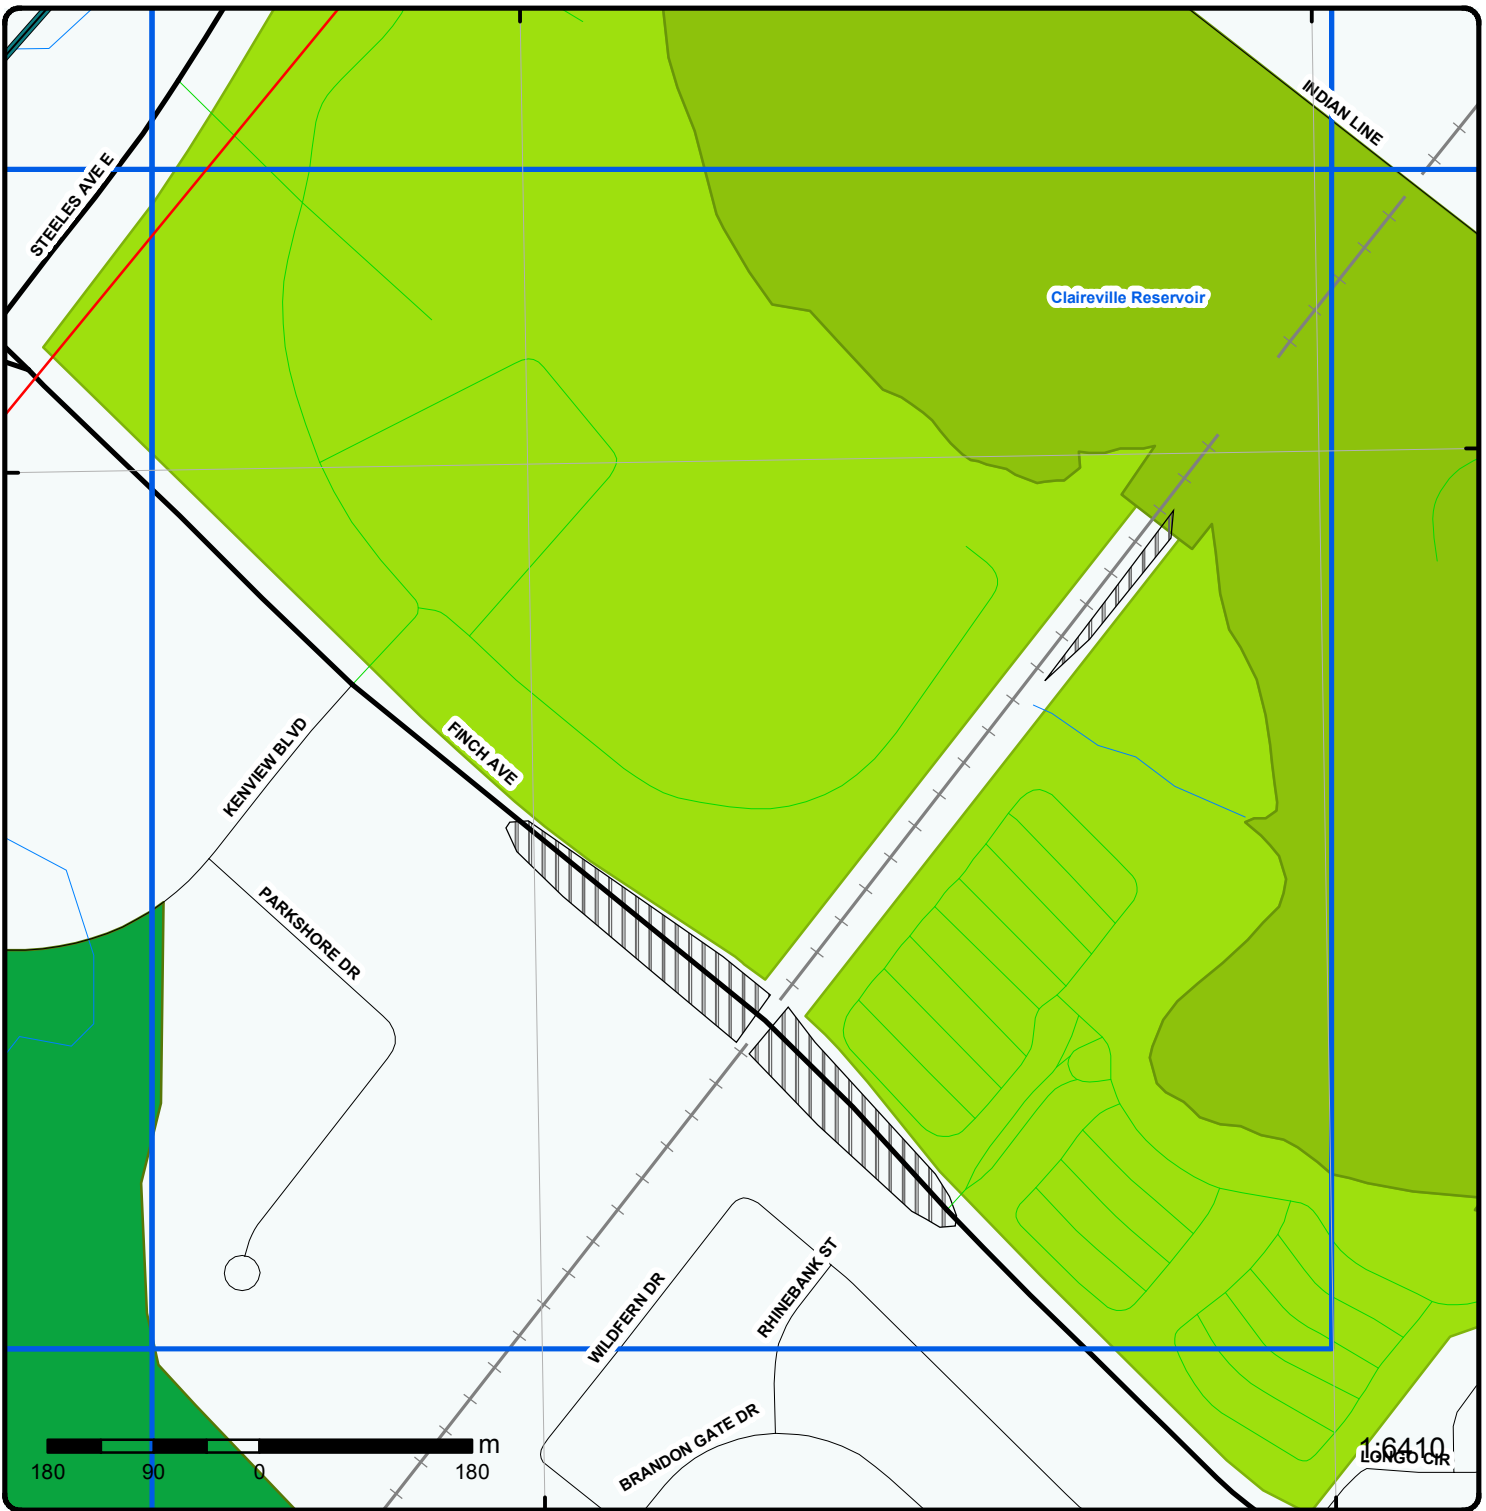 INDIAN LINE
STEELES AVE E
Claireville Reservoir
FINCH AVE
KENVIEW BLVD
PARKSHORE DR
RHINEBANK ST
WILDFERN DR
BRANDON GATE DR
m
1:6410
LONGO CIR
180 90 0 180